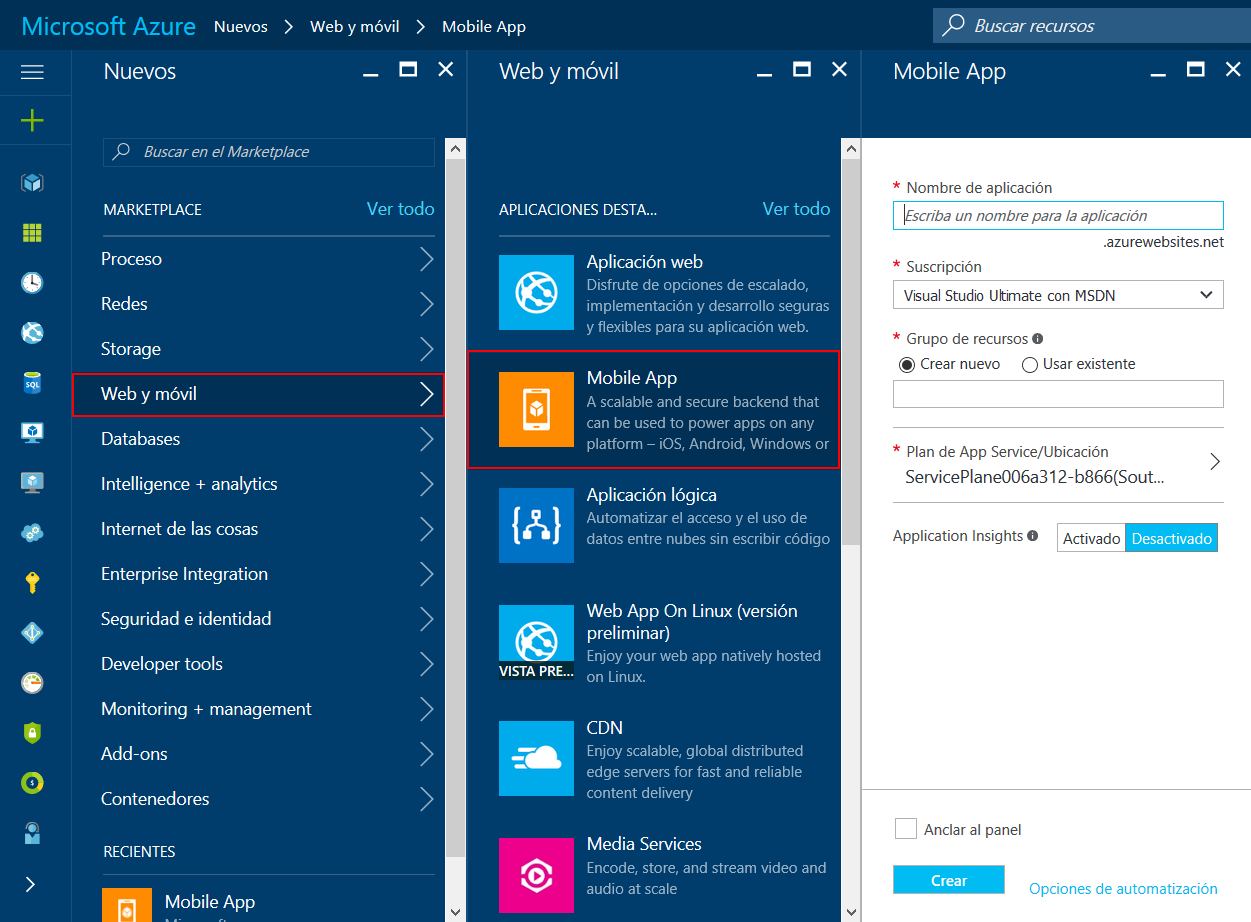 Microsoft Azure Nuevos Web y móvil Mobile App
Buscar recursos
Nuevos
Buscar en el Marketplace
MARKETPLACE Ver todo
Proceso
Redes
Storage
Web y móvil
Databases
Intelligence + analytics
Internet de las cosas
Enterprise Integration
Seguridad e identidad
Developer tools
Monitoring + management
Add-ons
Contenedores
RECIENTES
Mobile App
Web y móvil
APLICACIONES DESTA... Ver todo
Aplicación web
Disfrute de opciones de escalado,
implementación y desarrollo seguras
y flexibles para su aplicación web.
Mobile App
A scalable and secure backend that
can be used to power apps on any
platform – iOS, Android, Windows or
Aplicación lógica
Automatizar el acceso y el uso de
datos entre nubes sin escribir código
Web App On Linux (versión
preliminar)
Enjoy your web app natively hosted
on Linux.
VISTA PRE...
CDN
Enjoy scalable, global distributed
edge servers for fast and reliable
content delivery
Media Services
Encode, store, and stream video and
audio at scale
Mobile App
* Nombre de aplicación
Escriba un nombre para la aplicación
.azurewebsites.net
* Suscripción
Visual Studio Ultimate con MSDN
* Grupo de recursos
Crear nuevo Usar existente
* Plan de App Service/Ubicación
ServicePlane006a312-b866(Sout...
Application Insights Activado Desactivado
Anclar al panel
Crear
Opciones de automatización
SQL